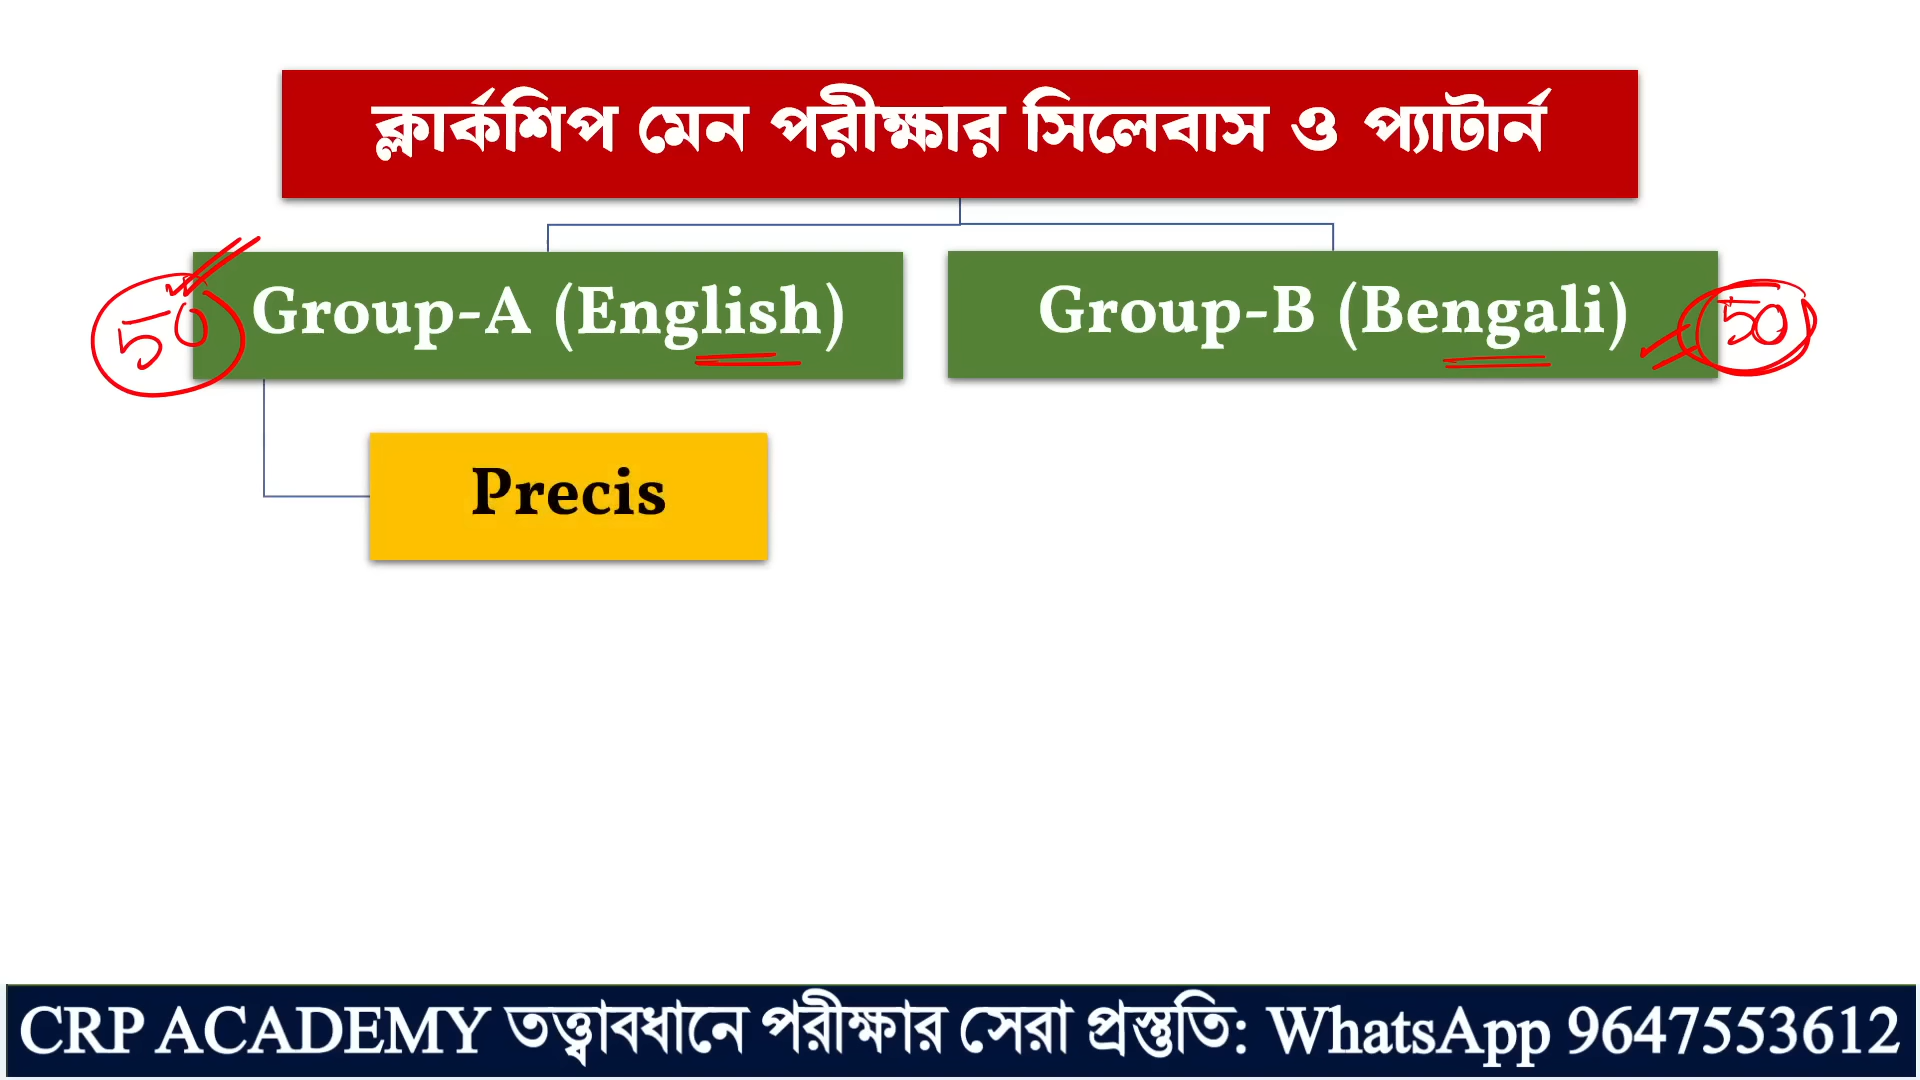 ক্লার্কশিপ মেন পরীক্ষার সিলেবাস ও প্যাটার্ন
50 Group-A (English)
Group-B (Bengali) 50
Precis
CRP ACADEMY তত্ত্বাবধানে পরীক্ষার সেরা প্রস্তুতি: WhatsApp 9647553612